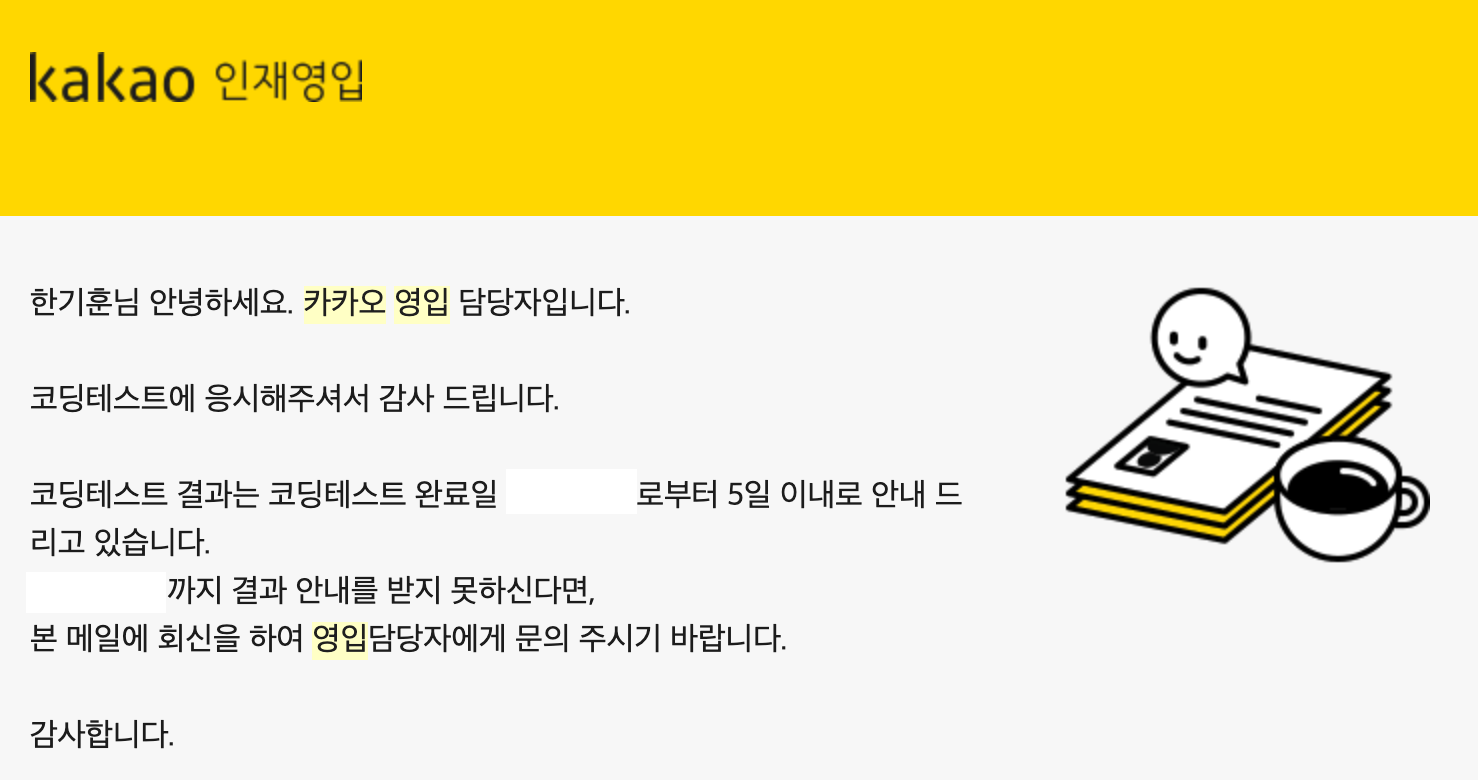 kakao 인재영입
한기훈님 안녕하세요. 카카오 영입 담당자입니다.
코딩테스트에 응시해주셔서 감사 드립니다.
코딩테스트 결과는 코딩테스트 완료일 로부터 5일 이내로 안내 드
리고 있습니다.
까지 결과 안내를 받지 못하신다면,
본 메일에 회신을 하여 영입담당자에게 문의 주시기 바랍니다.
감사합니다.